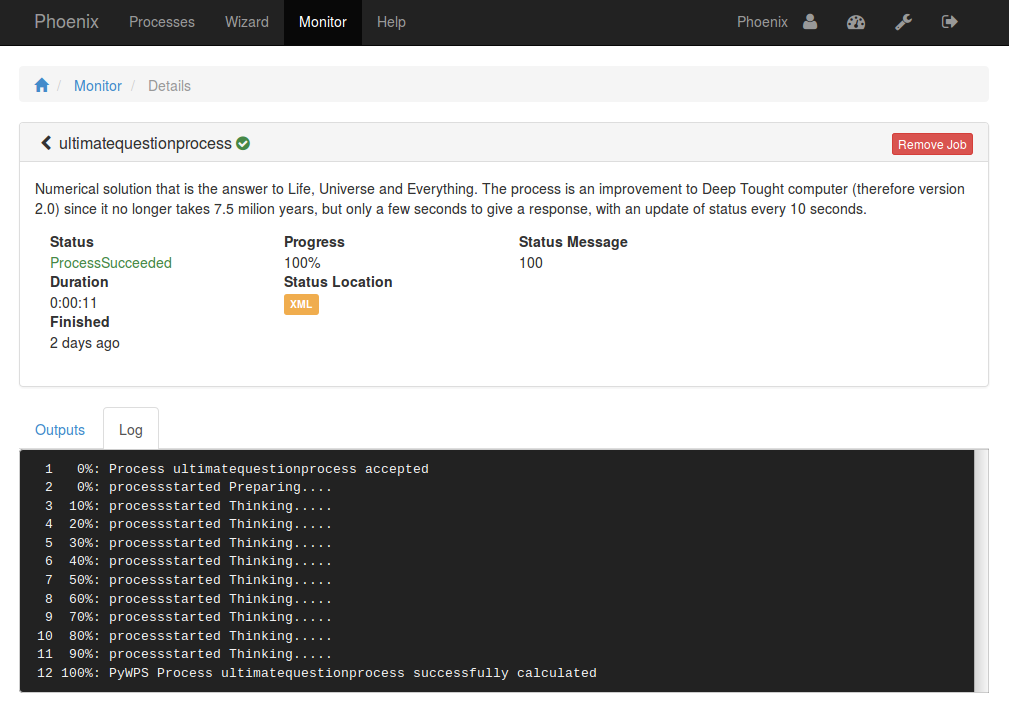 Phoenix Processes Wizard Monitor Help Phoenix
/ Monitor / Details
ultimatequestionprocess Remove Job
Numerical solution that is the answer to Life, Universe and Everything. The process is an improvement to Deep Tought computer (therefore version
2.0) since it no longer takes 7.5 milion years, but only a few seconds to give a response, with an update of status every 10 seconds.
Status Progress Status Message
ProcessSucceeded 100% 100
Duration Status Location
0:00:11 XML
Finished
2 days ago
Outputs Log
1 0%: Process ultimatequestionprocess accepted
2 0%: processstarted Preparing....
3 10%: processstarted Thinking.....
4 20%: processstarted Thinking.....
5 30%: processstarted Thinking.....
6 40%: processstarted Thinking.....
7 50%: processstarted Thinking.....
8 60%: processstarted Thinking.....
9 70%: processstarted Thinking.....
10 80%: processstarted Thinking.....
11 90%: processstarted Thinking.....
12 100%: PyWPS Process ultimatequestionprocess successfully calculated